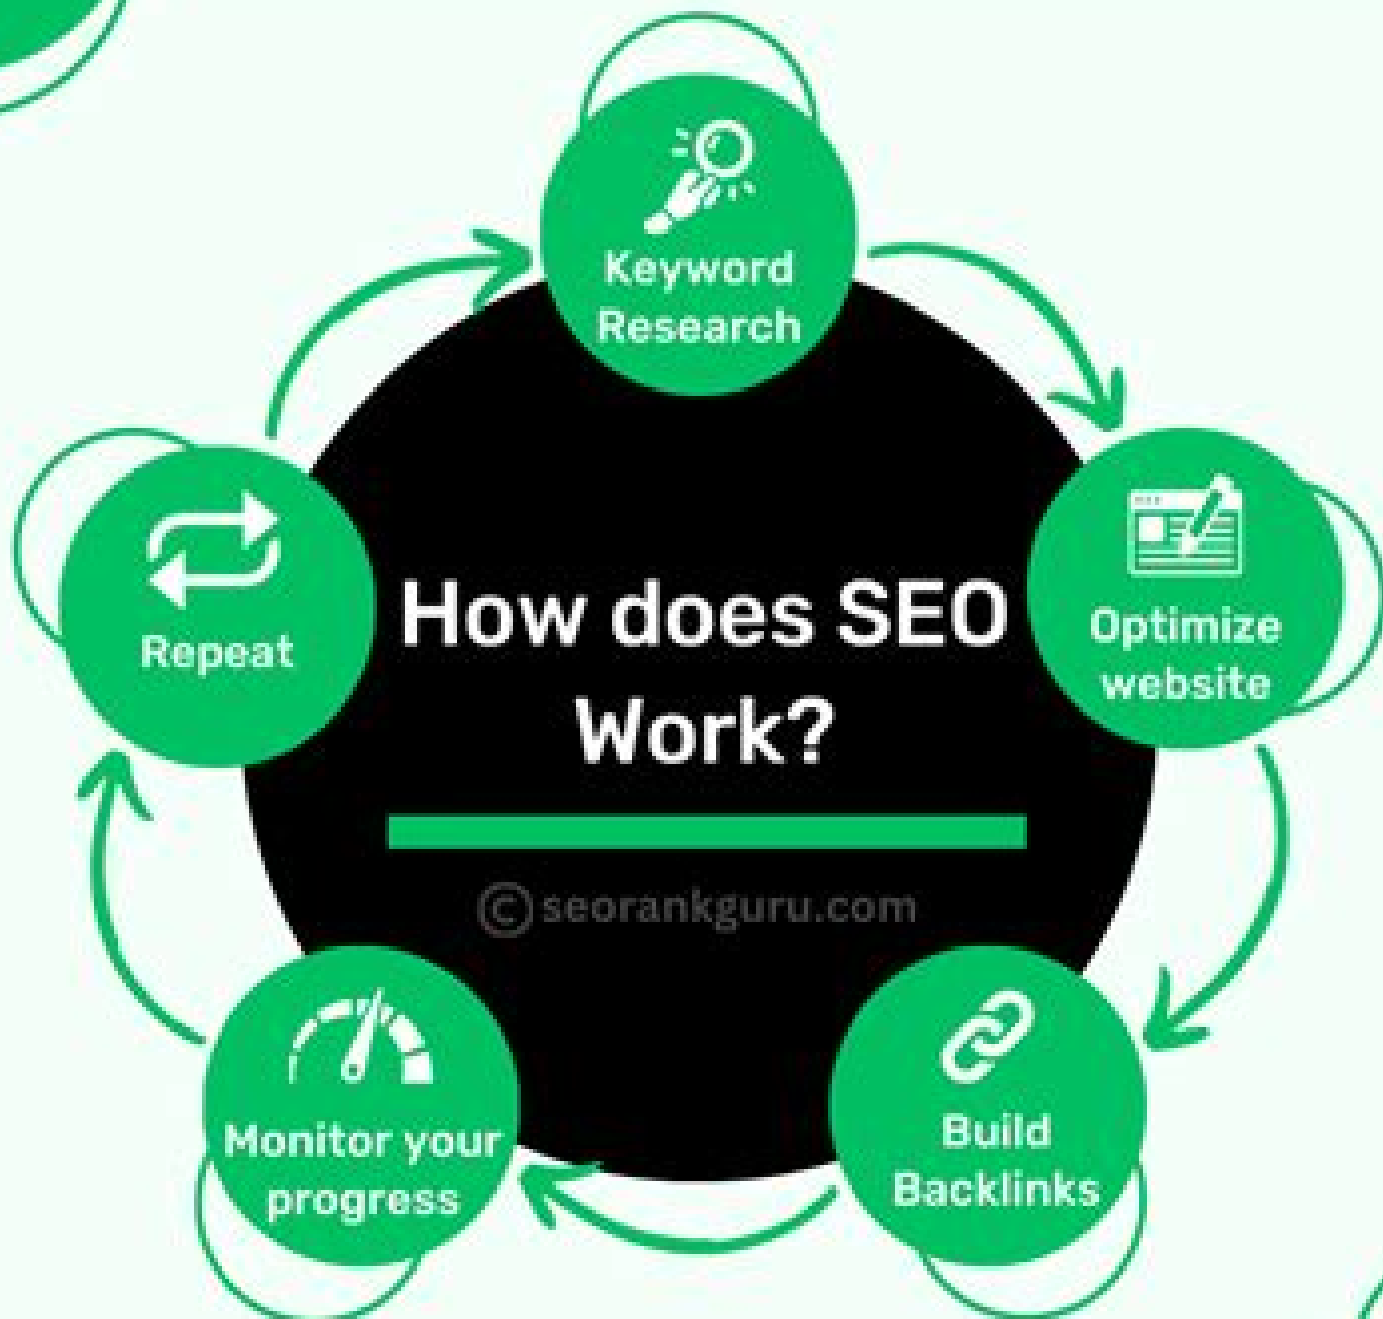 Keyword
Research
Optimize
website
How does SEO
Work?
©seorankguru.com
Build
Backlinks
Monitor your
progress
Repeat